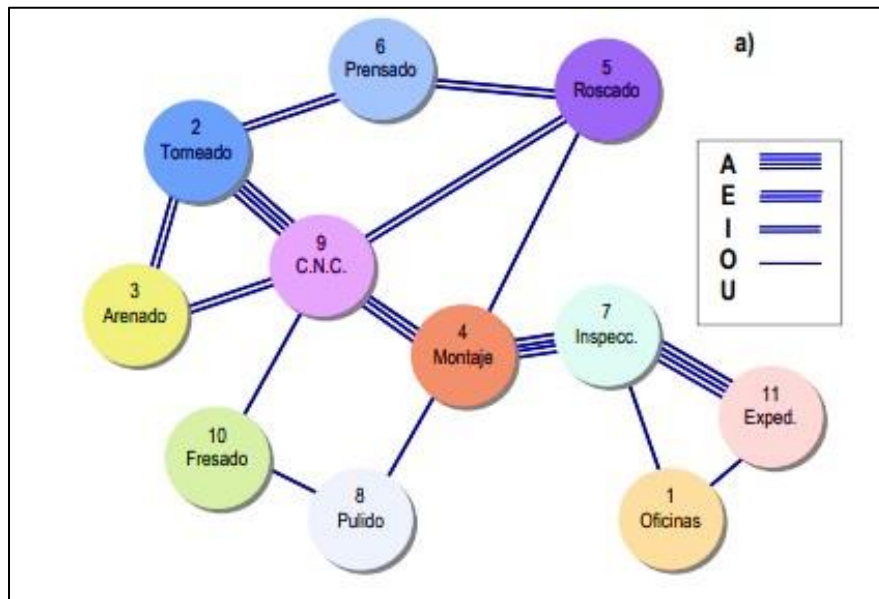 a)
6
Prensado
5
Roscado
2
Torneado
A
E
I
O
U
9
C.N.C.
3
Arenado
4
Montaje
7
Inspecc.
11
Exped.
10
Fresado
8
Pulido
1
Oficinas